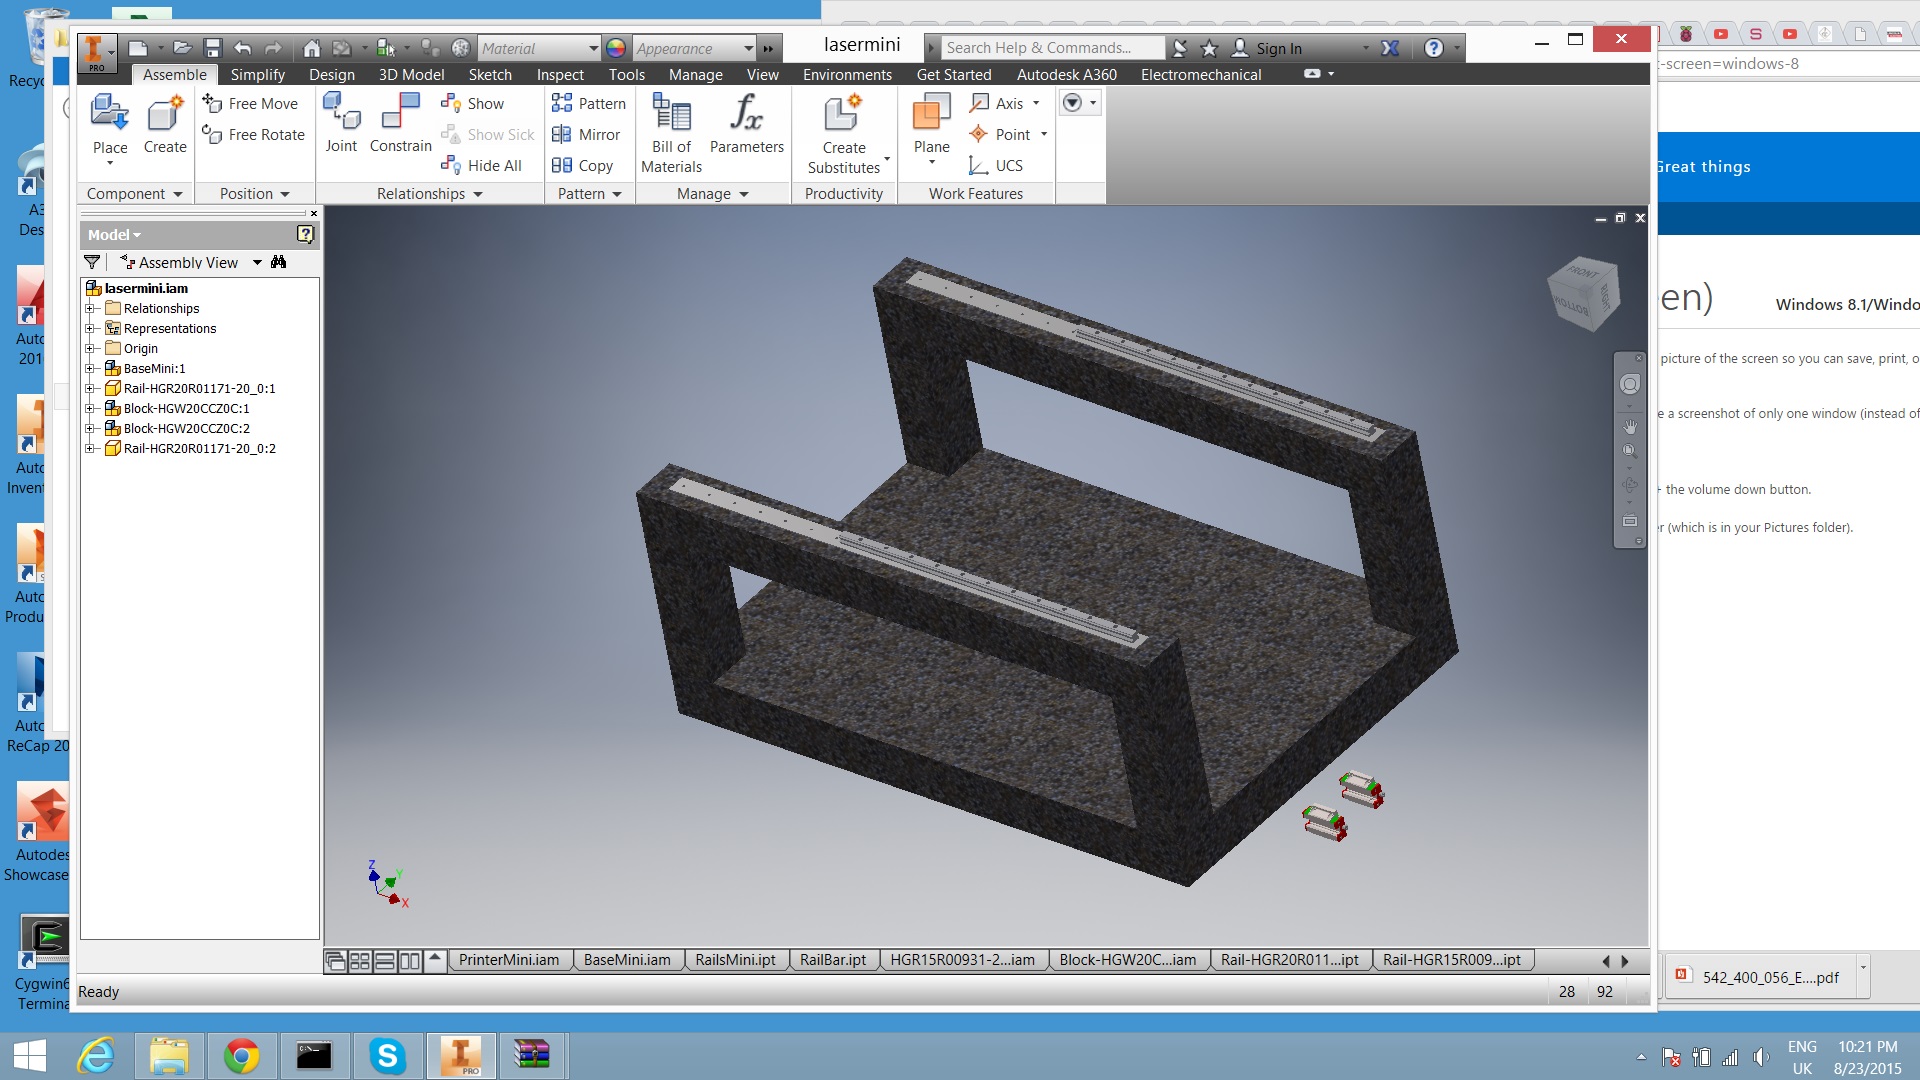 Material
Appearance
lasermini
Search Help & Commands...
Sign In
PRO
Assemble
Simplify
Design
3D Model
Sketch
Inspect
Tools
Manage
View
Environments
Get Started
Autodesk A360
Electromechanical
Place
Create
Free Move
Free Rotate
Joint
Constrain
Show
Show Sick
Hide All
Pattern
Mirror
Copy
Bill of
Materials
Parameters
Create
Substitutes
Plane
Axis
Point
UCS
Component
Position
Relationships
Pattern
Manage
Productivity
Work Features
Model
Assembly View
lasermini.iam
Relationships
Representations
Origin
BaseMini:1
Rail-HGR20R01171-20_0:1
Block-HGW20CCZ0C:1
Block-HGW20CCZ0C:2
Rail-HGR20R01171-20_0:2
FRONT
RIGHT
BOTTOM
Z
Y
X
PrinterMini.iam
BaseMini.iam
RailsMini.ipt
RailBar.ipt
HGR15R00931-2...iam
Block-HGW20C...iam
Rail-HGR20R011...ipt
Rail-HGR15R009...ipt
Ready
28
92
Recyc
A3
Des
Auto
201
Auto
Invent
Auto
Produ
Auto
ReCap 20
Autodes
Showcase
Cygwin6
Termina
t-screen=windows-8
Great things
en)
Windows 8.1/Windo
picture of the screen so you can save, print, o
e a screenshot of only one window (instead of
+ the volume down button.
r (which is in your Pictures folder).
542_400_056_E....pdf
PRO
ENG
UK
10:21 PM
8/23/2015